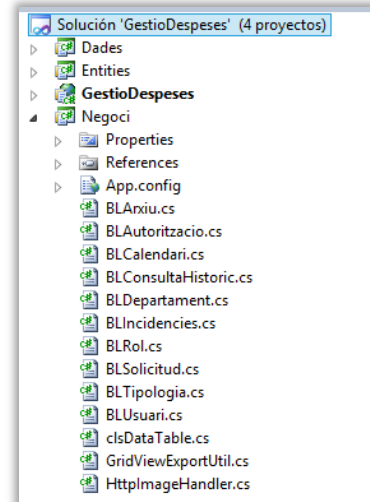 Solución 'GestioDespeses' (4 proyectos)
Dades
Entities
GestioDespeses
Negoci
Properties
References
App.config
BLArxiu.cs
BLAutoritzacio.cs
BLCalendari.cs
BLConsultaHistoric.cs
BLDepartament.cs
BLIncidencies.cs
BLRol.cs
BLSolicitud.cs
BLTipologia.cs
BLUsuari.cs
clsDataTable.cs
GridViewExportUtil.cs
HttpImageHandler.cs